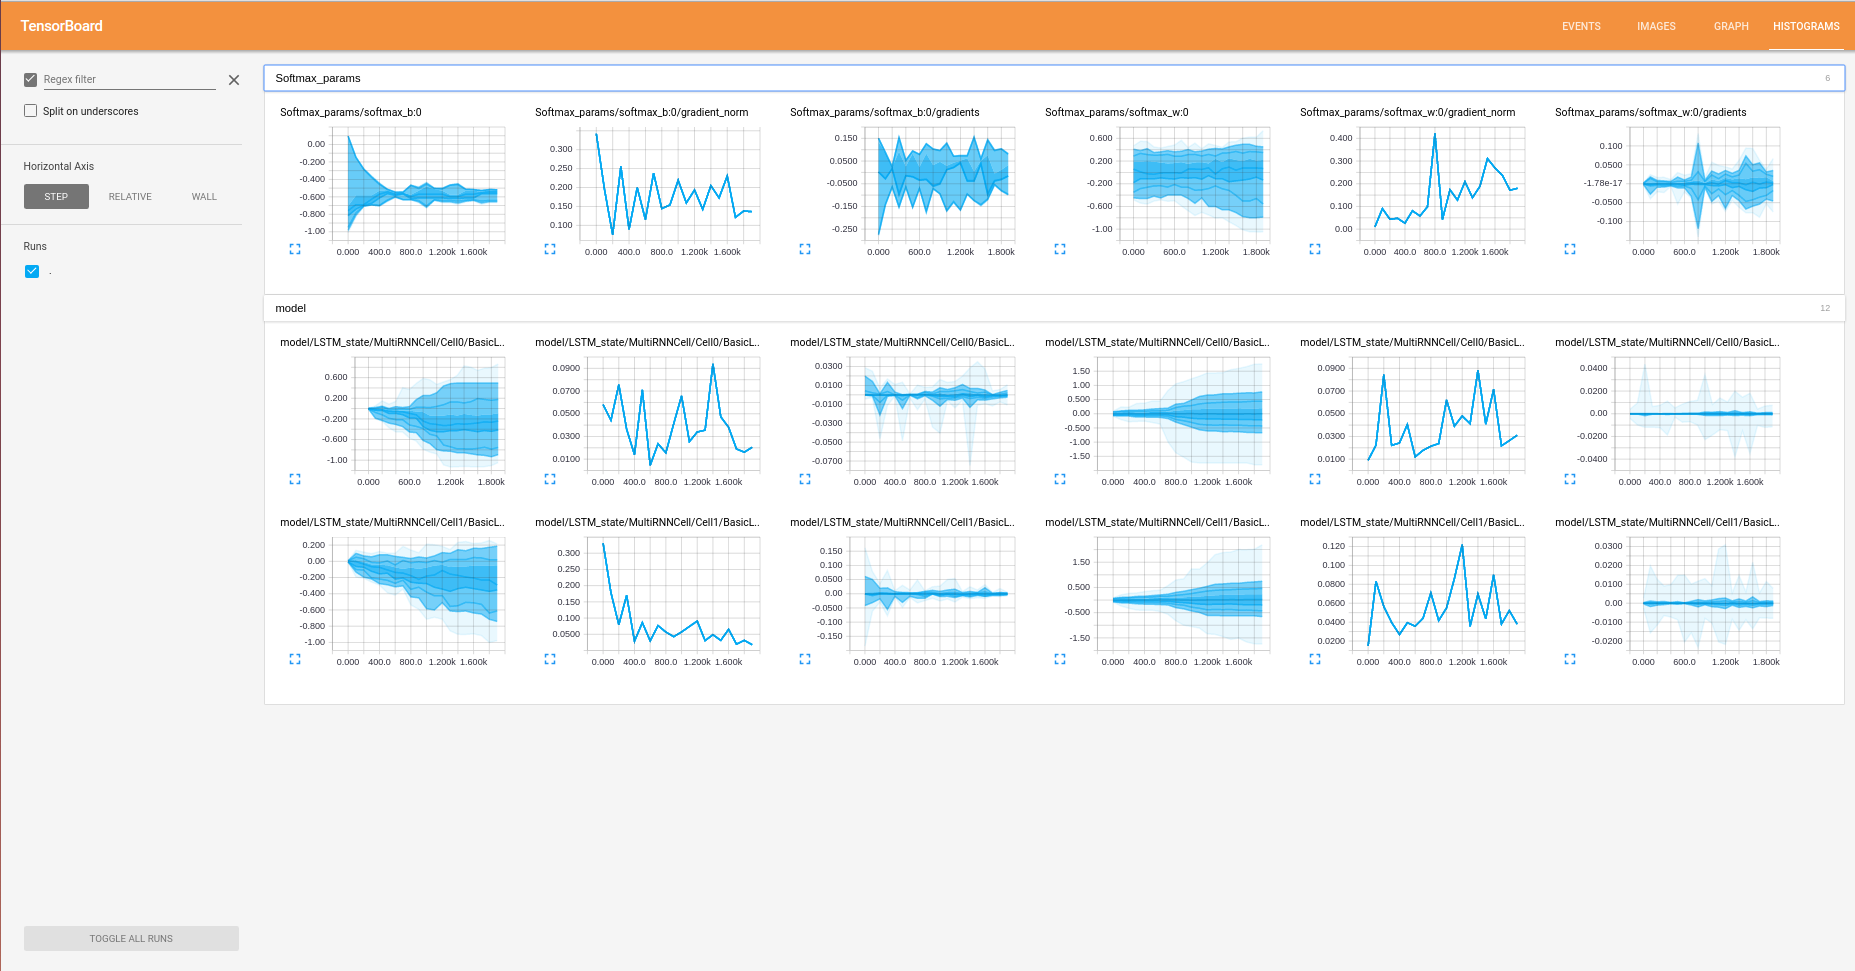 TensorBoard
EVENTS IMAGES GRAPH HISTOGRAMS
Regex filter
Split on underscores
Horizontal Axis
STEP RELATIVE WALL
Runs
.
TOGGLE ALL RUNS
Softmax_params 6
Softmax_params/softmax_b:0
0.00
-0.200
-0.400
-0.600
-0.800
-1.00
0.000 400.0 800.0 1.200k 1.600k
Softmax_params/softmax_b:0/gradient_norm
0.300
0.250
0.200
0.150
0.100
0.000 400.0 800.0 1.200k 1.600k
Softmax_params/softmax_b:0/gradients
0.150
0.0500
-0.0500
-0.150
-0.250
0.000 400.0 800.0 1.200k 1.600k
Softmax_params/softmax_w:0
0.600
0.200
-0.200
-0.600
-1.00
0.000 600.0 1.200k 1.800k
Softmax_params/softmax_w:0/gradient_norm
0.400
0.300
0.200
0.100
0.00
0.000 400.0 800.0 1.200k 1.600k
Softmax_params/softmax_w:0/gradients
0.100
0.0500
-1.78e-17
-0.0500
-0.100
0.000 600.0 1.200k 1.800k
model 12
model/LSTM_state/MultiRNNCell/Cell0/BasicL..
0.600
0.200
-0.200
-0.600
-1.00
0.000 600.0 1.200k 1.800k
model/LSTM_state/MultiRNNCell/Cell0/BasicL..
0.0900
0.0700
0.0500
0.0300
0.0100
0.000 400.0 800.0 1.200k 1.600k
model/LSTM_state/MultiRNNCell/Cell0/BasicL..
0.0300
0.0100
-0.0100
-0.0300
-0.0500
-0.0700
0.000 400.0 800.0 1.200k 1.600k
model/LSTM_state/MultiRNNCell/Cell0/BasicL..
1.50
1.00
0.500
0.00
-0.500
-1.00
-1.50
0.000 400.0 800.0 1.200k 1.600k
model/LSTM_state/MultiRNNCell/Cell0/BasicL..
0.0900
0.0700
0.0500
0.0300
0.0100
0.000 400.0 800.0 1.200k 1.600k
model/LSTM_state/MultiRNNCell/Cell0/BasicL..
0.0400
0.0200
0.00
-0.0200
-0.0400
0.000 400.0 800.0 1.200k 1.600k
model/LSTM_state/MultiRNNCell/Cell1/BasicL..
0.200
0.00
-0.200
-0.400
-0.600
-0.800
-1.00
0.000 400.0 800.0 1.200k 1.600k
model/LSTM_state/MultiRNNCell/Cell1/BasicL..
0.300
0.250
0.200
0.150
0.100
0.0500
0.000 400.0 800.0 1.200k 1.600k
model/LSTM_state/MultiRNNCell/Cell1/BasicL..
0.150
0.100
0.0500
0.00
-0.0500
-0.100
-0.150
0.000 400.0 800.0 1.200k 1.600k
model/LSTM_state/MultiRNNCell/Cell1/BasicL..
1.50
0.500
-0.500
-1.50
0.000 400.0 800.0 1.200k 1.600k
model/LSTM_state/MultiRNNCell/Cell1/BasicL..
0.120
0.100
0.0800
0.0600
0.0400
0.0200
0.000 400.0 800.0 1.200k 1.600k
model/LSTM_state/MultiRNNCell/Cell1/BasicL..
0.0300
0.0200
0.0100
0.00
-0.0100
-0.0200
0.000 600.0 1.200k 1.800k